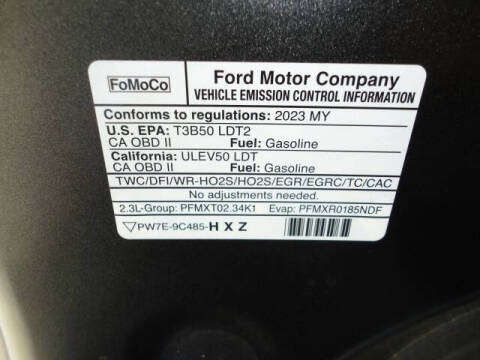 FoMoCo
Ford Motor Company
VEHICLE EMISSION CONTROL INFORMATION
Conforms to regulations: 2023 MY
U.S. EPA: T3B50 LDT2
CA OBD II Fuel: Gasoline
California: ULEV50 LDT
CA OBD II Fuel: Gasoline
TWC/DFI/WR-HO2S/HO2S/EGR/EGRC/TC/CAC
No adjustments needed.
2.3L-Group: PFMXT02.34K1 Evap: PFMXR0185NDF
PW7E-9C485-H X Z